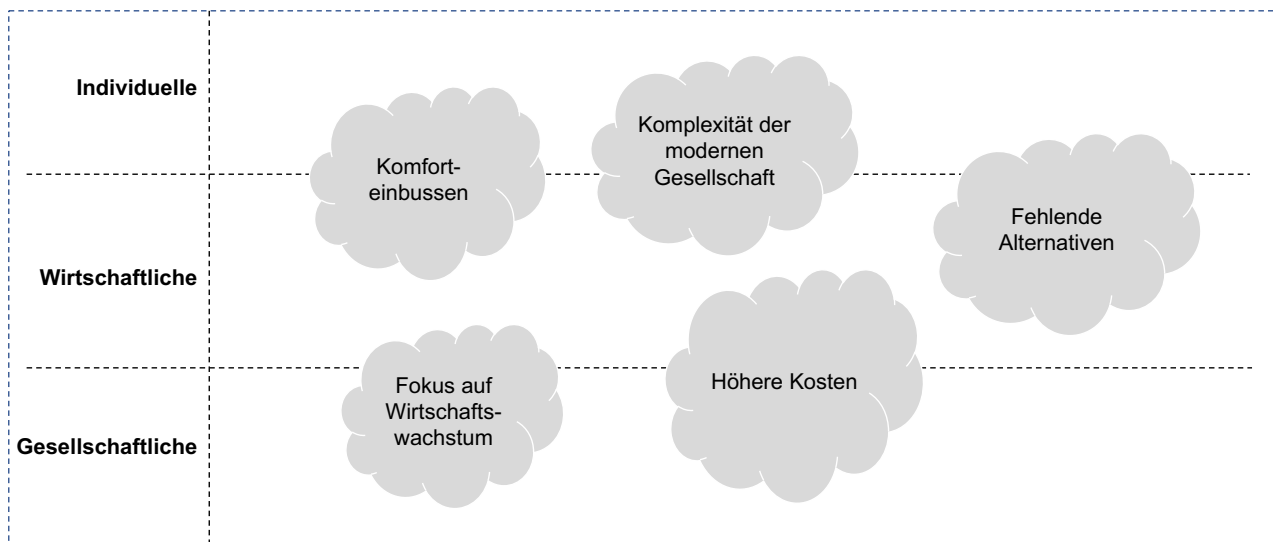 Individuelle
Komfort-
einbussen
Komplexität der
modernen
Gesellschaft
Fehlende
Alternativen
Wirtschaftliche
Fokus auf
Wirtschafts-
wachstum
Höhere Kosten
Gesellschaftliche